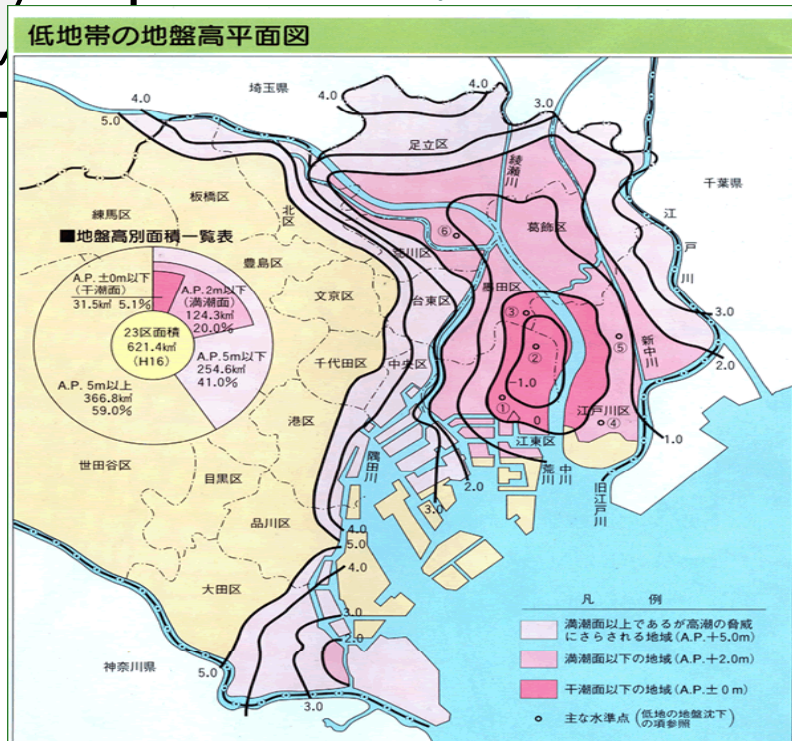 低地帯の地盤高平面図
埼玉県
4.0
4.0
4.0
3.0
5.0
足立区
綾瀬川
千葉県
板橋区
練馬区
北区
葛飾区
江戸川
■地盤高別面積一覧表
⑥
荒川区
豊島区
A.P.±0m以下
(干潮面)
31.5k㎡ 5.1%
A.P.2m以下
(満潮面)
124.3k㎡
20.0%
文京区
台東区
墨田区
23区面積
621.4k㎡
(H16)
③
3.0
新中川
⑤
千代田区
中央区
②
A.P.5m以下
254.6k㎡
41.0%
2.0
A.P.5m以上
366.8k㎡
59.0%
-1.0
①
0
江戸川区
④
港区
江東区
1.0
世田谷区
隅田川
荒川
中川
目黒区
2.0
旧江戸川
3.0
品川区
4.0
5.0
4.0
大田区
3.0
2.0
神奈川県
5.0
3.0
凡 例
満潮面以上であるが高潮の脅威
にさらされる地域(A.P.+5.0m)
満潮面以下の地域(A.P.+2.0m)
干潮面以下の地域(A.P.±0m)
主な水準点(低地の地盤沈下
の項参照)